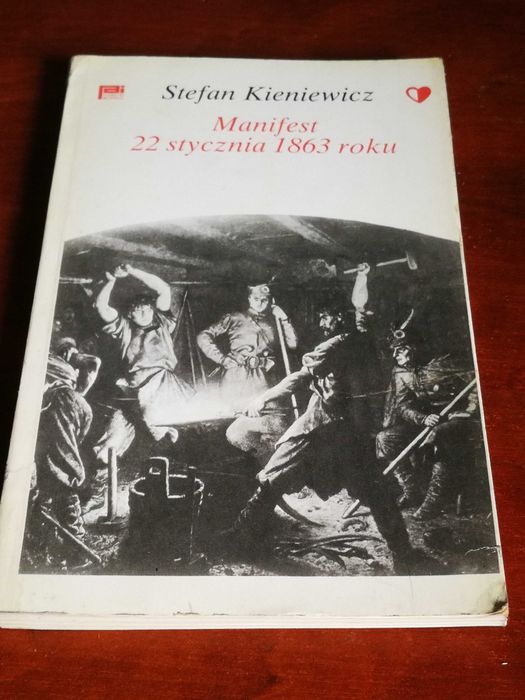 Stefan Kieniewicz
Manifest
22 stycznia 1863 roku